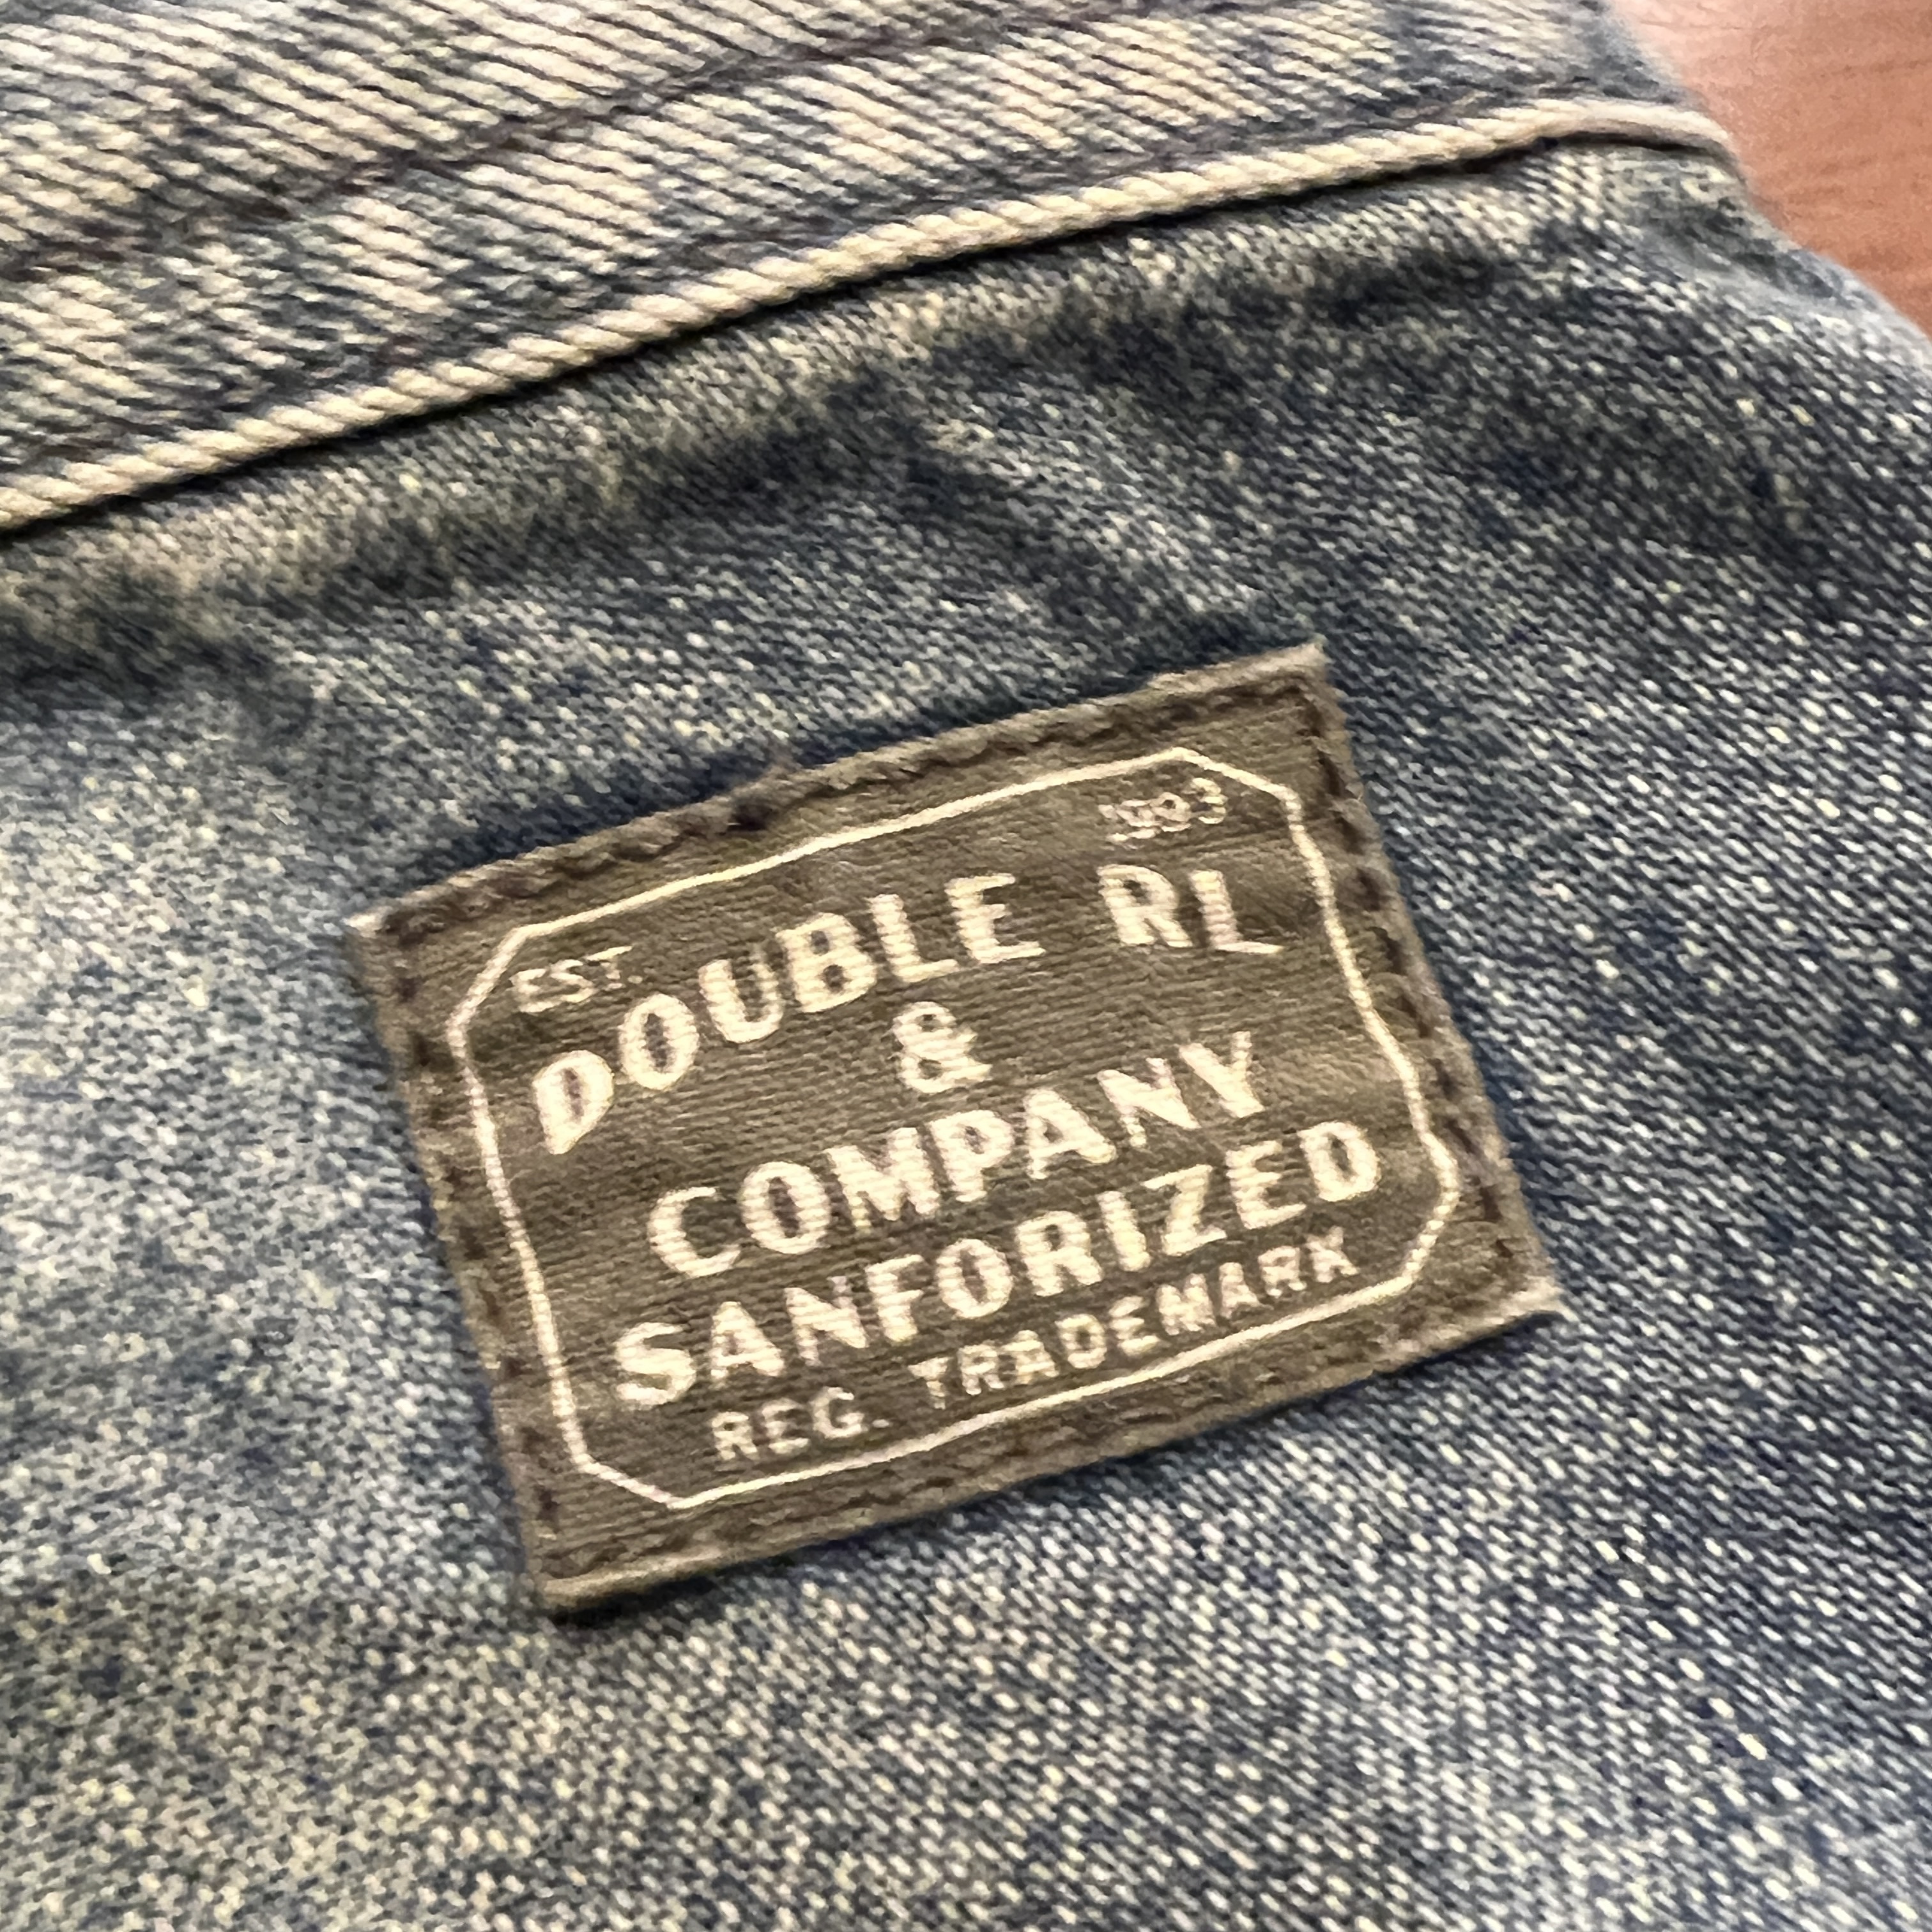 EST. 1993
DOUBLE RL
&
COMPANY
SANFORIZED
REG. TRADEMARK